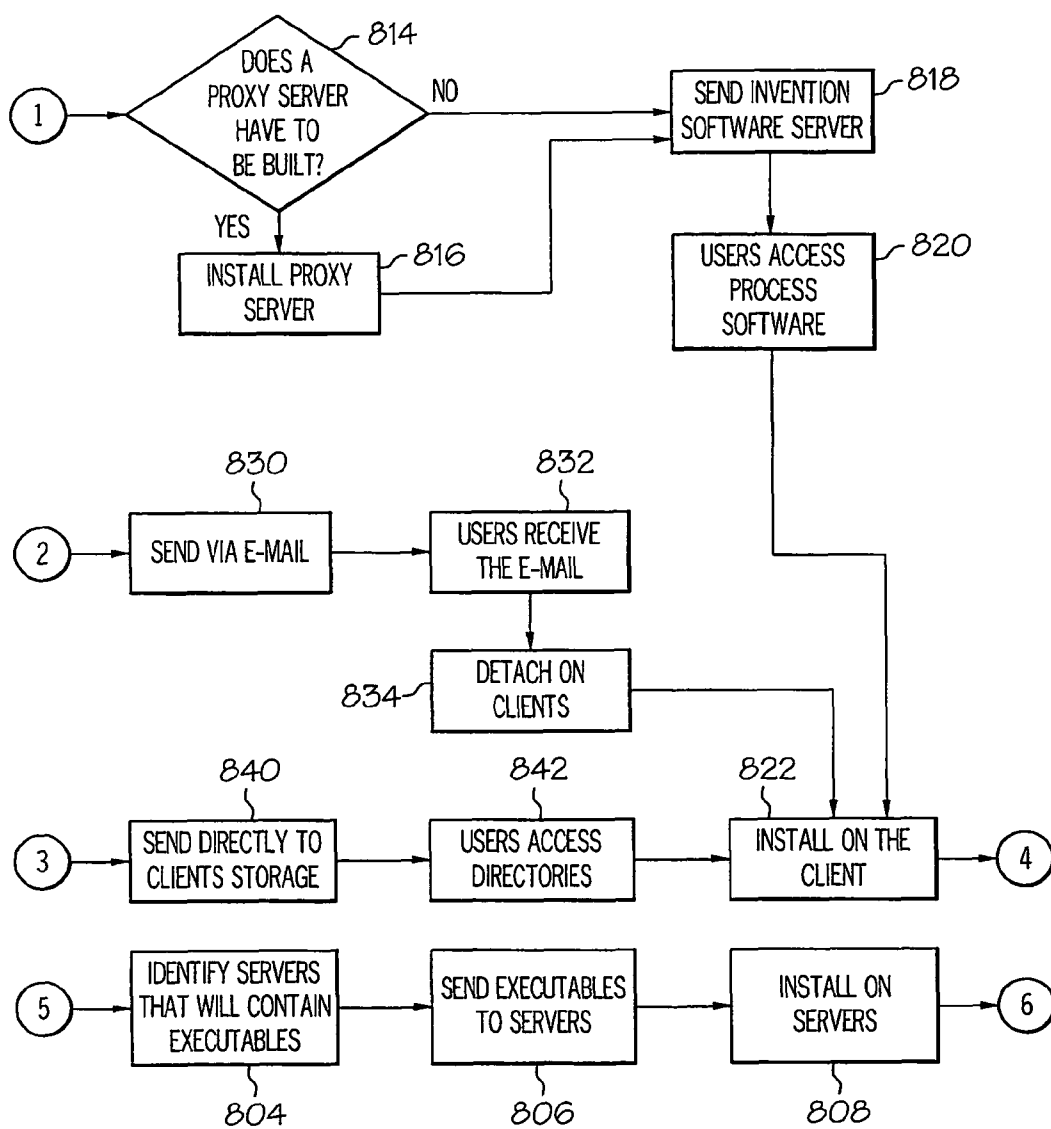 814
DOES A
PROXY SERVER
HAVE TO
BE BUILT?
1
NO
YES
818
SEND INVENTION
SOFTWARE SERVER
816
INSTALL PROXY
SERVER
820
USERS ACCESS
PROCESS
SOFTWARE
830
832
2
SEND VIA E-MAIL
USERS RECEIVE
THE E-MAIL
834
DETACH ON
CLIENTS
840
842
822
3
SEND DIRECTLY TO
CLIENTS STORAGE
USERS ACCESS
DIRECTORIES
INSTALL ON THE
CLIENT
4
5
IDENTIFY SERVERS
THAT WILL CONTAIN
EXECUTABLES
SEND EXECUTABLES
TO SERVERS
INSTALL ON
SERVERS
6
804
806
808